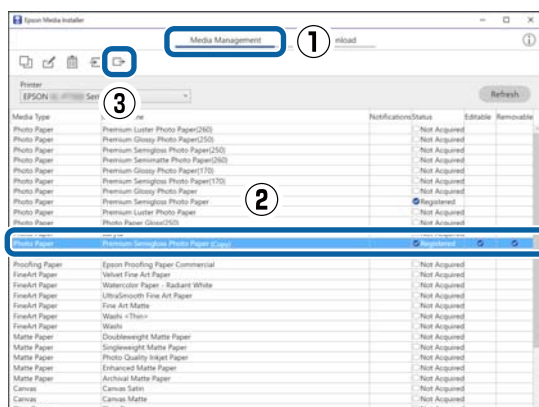 Epson Media Installer
Media Management ① nload
③
Printer
EPSON Seri
Refresh
Media Type Notifications Status Editable Removable
Photo Paper Premium Luster Photo Paper(260) Not Acquired
Photo Paper Premium Glossy Photo Paper(250) Not Acquired
Photo Paper Premium Semigloss Photo Paper(250) Not Acquired
Photo Paper Premium Semimatte Photo Paper(260) Not Acquired
Photo Paper Premium Glossy Photo Paper(170) Not Acquired
Photo Paper Premium Semigloss Photo Paper(170) Not Acquired
Photo Paper Premium Glossy Photo Paper Not Acquired
Photo Paper Premium Semigloss Photo Paper Registered
Photo Paper Premium Luster Photo Paper Not Acquired
Photo Paper Photo Paper Gloss(250) Not Acquired
②
Photo Paper Premium Semigloss Photo Paper (Copy) Registered
Proofing Paper Epson Proofing Paper Commercial Not Acquired
FineArt Paper Velvet Fine Art Paper Not Acquired
FineArt Paper Watercolor Paper - Radiant White Not Acquired
FineArt Paper UltraSmooth Fine Art Paper Not Acquired
FineArt Paper Fine Art Matte Not Acquired
FineArt Paper Washi <Thin> Not Acquired
FineArt Paper Washi Not Acquired
Matte Paper Doubleweight Matte Paper Not Acquired
Matte Paper Singleweight Matte Paper Not Acquired
Matte Paper Photo Quality Inkjet Paper Not Acquired
Matte Paper Enhanced Matte Paper Not Acquired
Matte Paper Archival Matte Paper Not Acquired
Canvas Canvas Satin Not Acquired
Canvas Canvas Matte Not Acquired